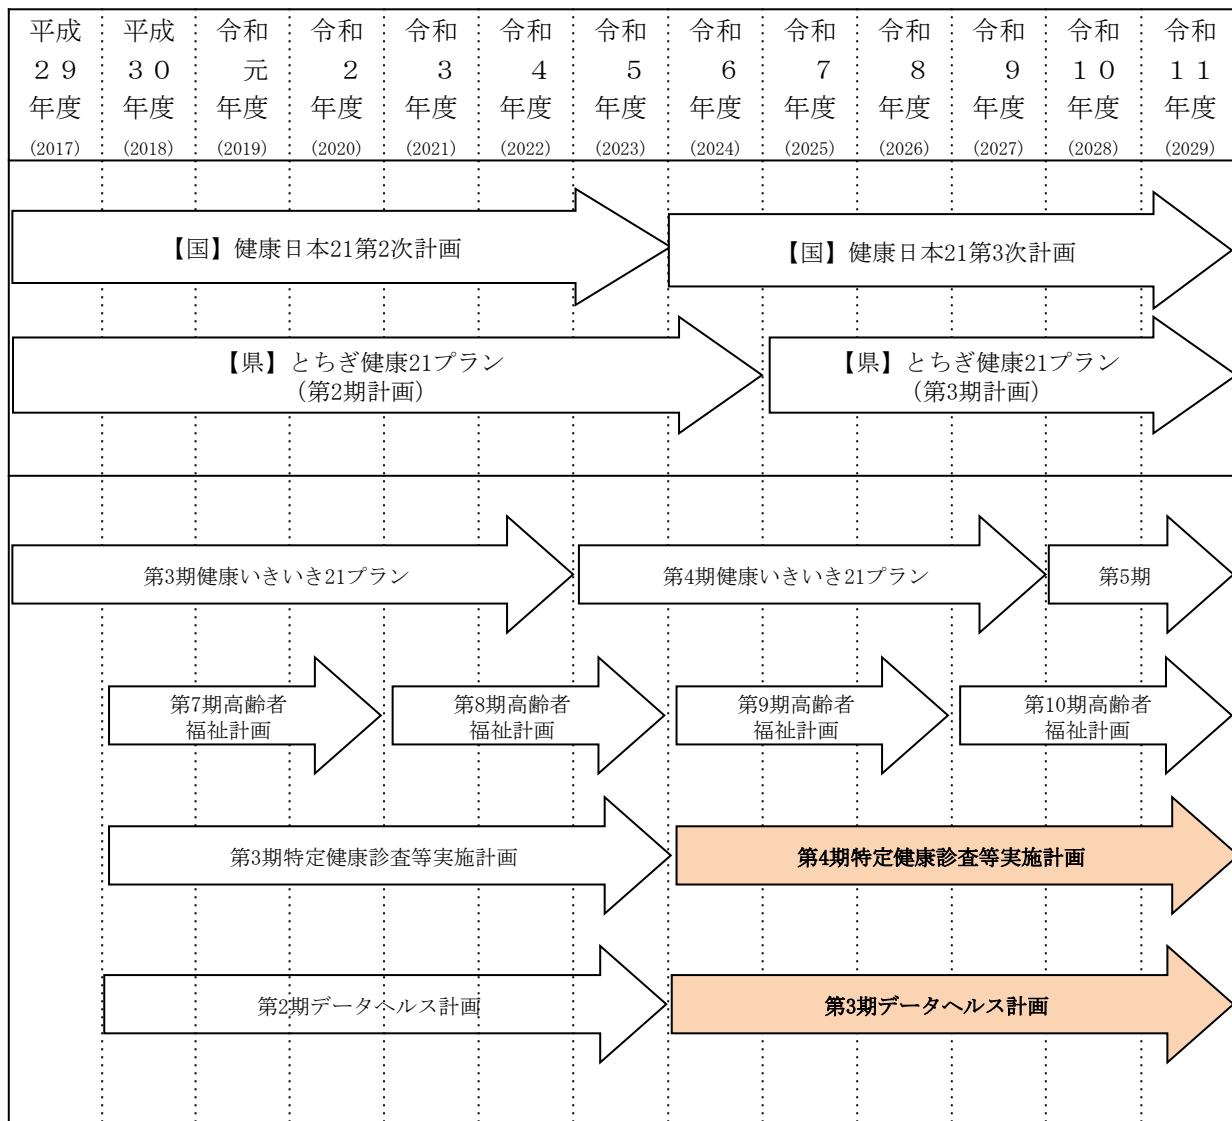 平成 平成 令和 令和 令和 令和 令和 令和 令和 令和 令和 令和 令和
２９ ３０ 元 ２ ３ ４ ５ ６ ７ ８ ９ １０ １１
年度 年度 年度 年度 年度 年度 年度 年度 年度 年度 年度 年度 年度
(2017) (2018) (2019) (2020) (2021) (2022) (2023) (2024) (2025) (2026) (2027) (2028) (2029)
【国】健康日本21第2次計画
【国】健康日本21第3次計画
【県】とちぎ健康21プラン
（第2期計画）
【県】とちぎ健康21プラン
（第3期計画）
第3期健康いきいき21プラン
第4期健康いきいき21プラン
第5期
第7期高齢者
福祉計画
第8期高齢者
福祉計画
第9期高齢者
福祉計画
第10期高齢者
福祉計画
第3期特定健康診査等実施計画
第4期特定健康診査等実施計画
第2期データヘルス計画
第3期データヘルス計画